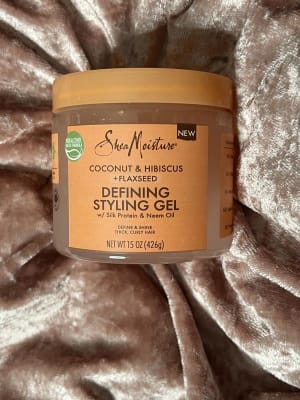 SheaMoisture®
NEW
COCONUT & HIBISCUS
+ FLAXSEED
DEFINING
STYLING GEL
w/ Silk Protein & Neem Oil
DEFINE & SHINE
THICK, CURLY HAIR
NET WT 15 OZ (426g)